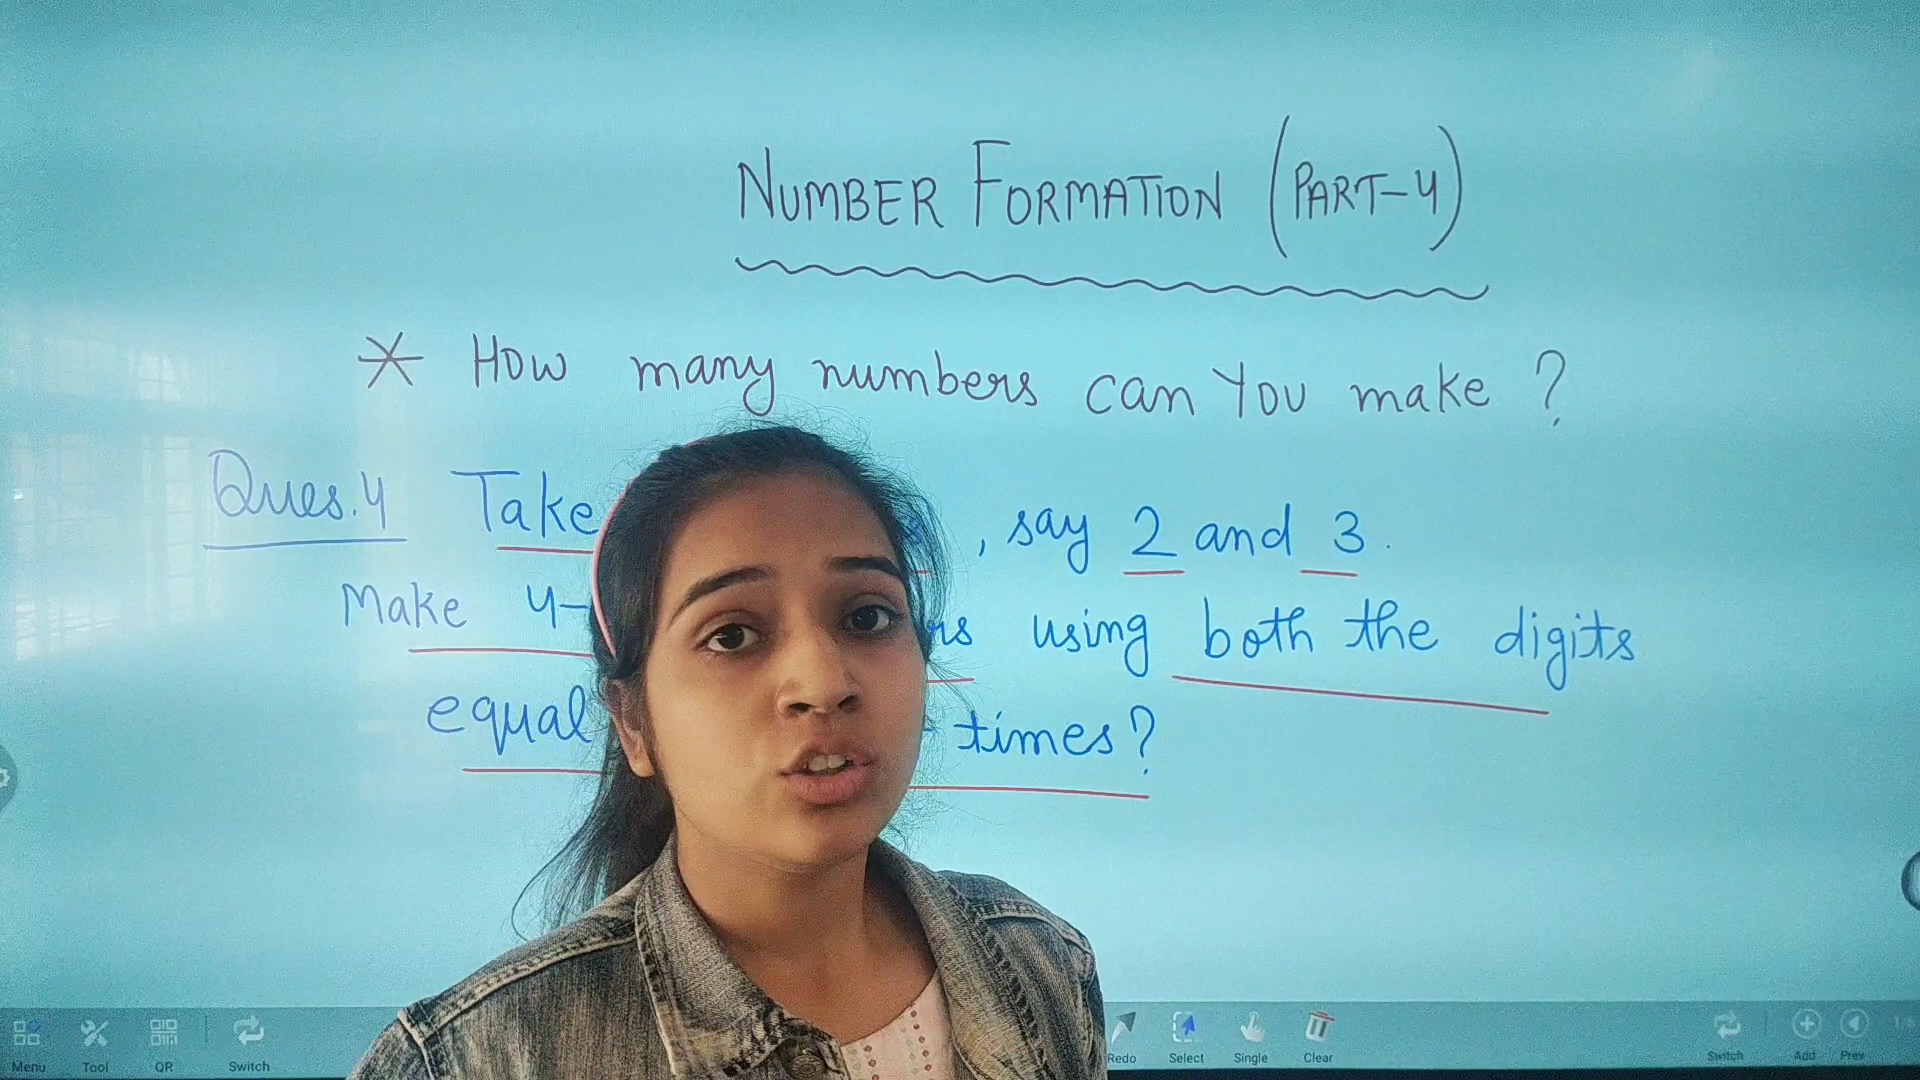 NUMBER FORMATION (PART-4)
* How many numbers can You make ?
Ques.4 Take , say 2 and 3.
Make 4- using both the digits
equal times?
Menu Tool QR Switch Redo Select Single Clear Switch Add Prev